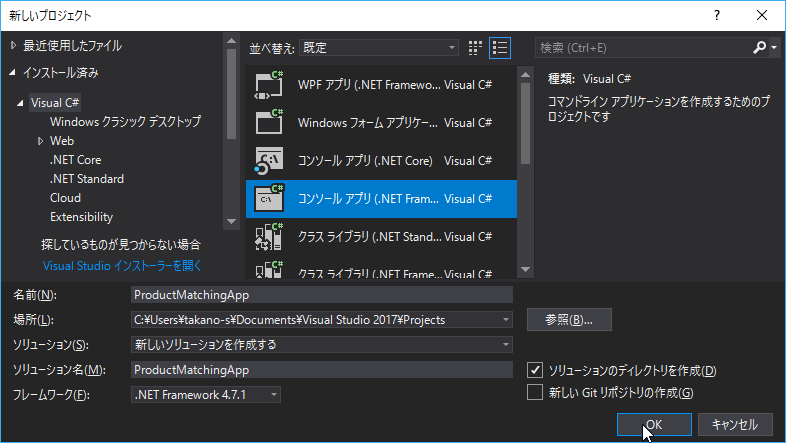 新しいプロジェクト
?
最近使用したファイル
インストール済み
Visual C#
Windows クラシック デスクトップ
Web
.NET Core
.NET Standard
Cloud
Extensibility
探しているものが見つからない場合
Visual Studio インストーラーを開く
並べ替え: 既定
C# WPF アプリ (.NET Framewo... Visual C#
C# Windows フォーム アプリケー... Visual C#
C# C:\ コンソール アプリ (.NET Core) Visual C#
C# C:\ コンソール アプリ (.NET Fram... Visual C#
C# クラス ライブラリ (.NET Stand... Visual C#
C# クラス ライブラリ (.NET Frame... Visual C#
検索 (Ctrl+E)
種類: Visual C#
コマンドライン アプリケーションを作成するためのプ
ロジェクトです
名前(N): ProductMatchingApp
場所(L): C:¥Users¥takano-s¥Documents¥Visual Studio 2017¥Projects
参照(B)...
ソリューション(S): 新しいソリューションを作成する
ソリューション名(M): ProductMatchingApp
ソリューションのディレクトリを作成(D)
フレームワーク(F): .NET Framework 4.7.1
新しい Git リポジトリの作成(G)
OK
キャンセル